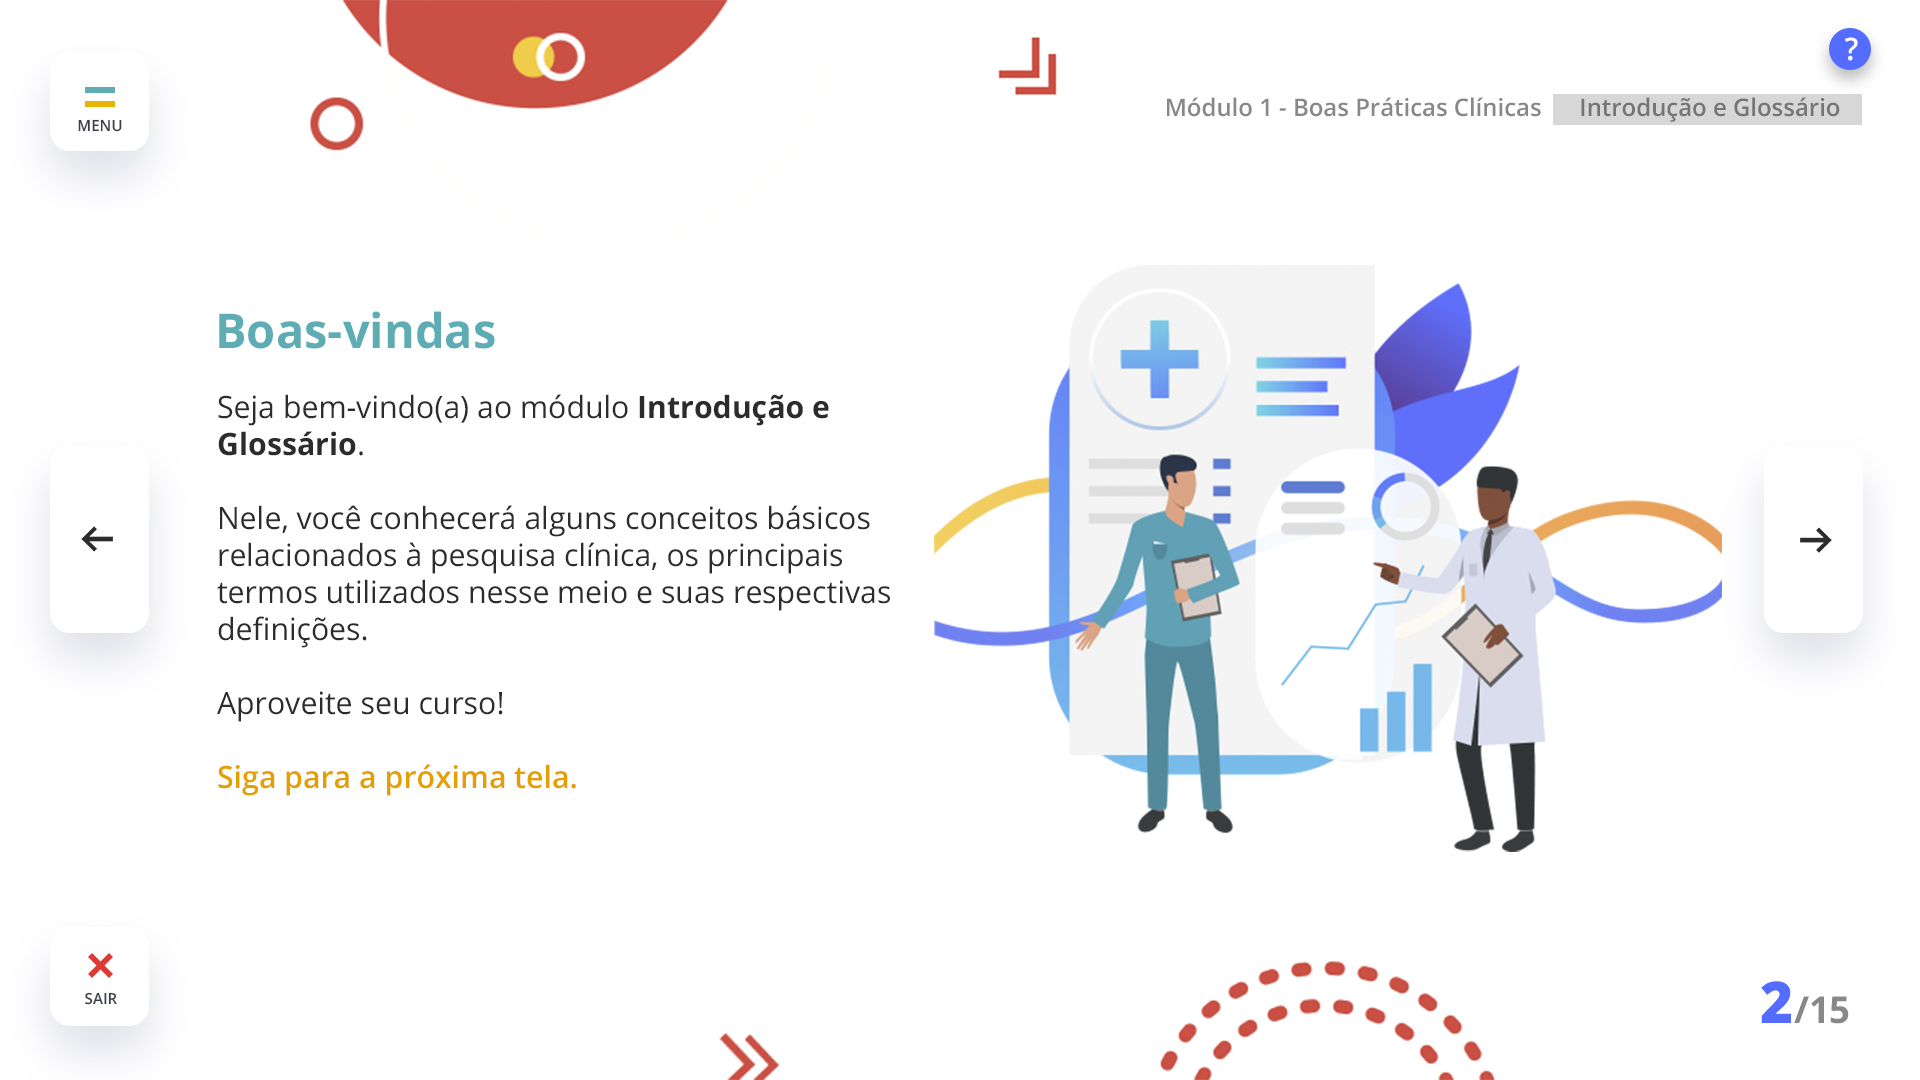 ?
MENU
Módulo 1 - Boas Práticas Clínicas Introdução e Glossário
Boas-vindas
Seja bem-vindo(a) ao módulo Introdução e
Glossário.
Nele, você conhecerá alguns conceitos básicos
relacionados à pesquisa clínica, os principais
termos utilizados nesse meio e suas respectivas
definições.
Aproveite seu curso!
Siga para a próxima tela.
SAIR
2/15